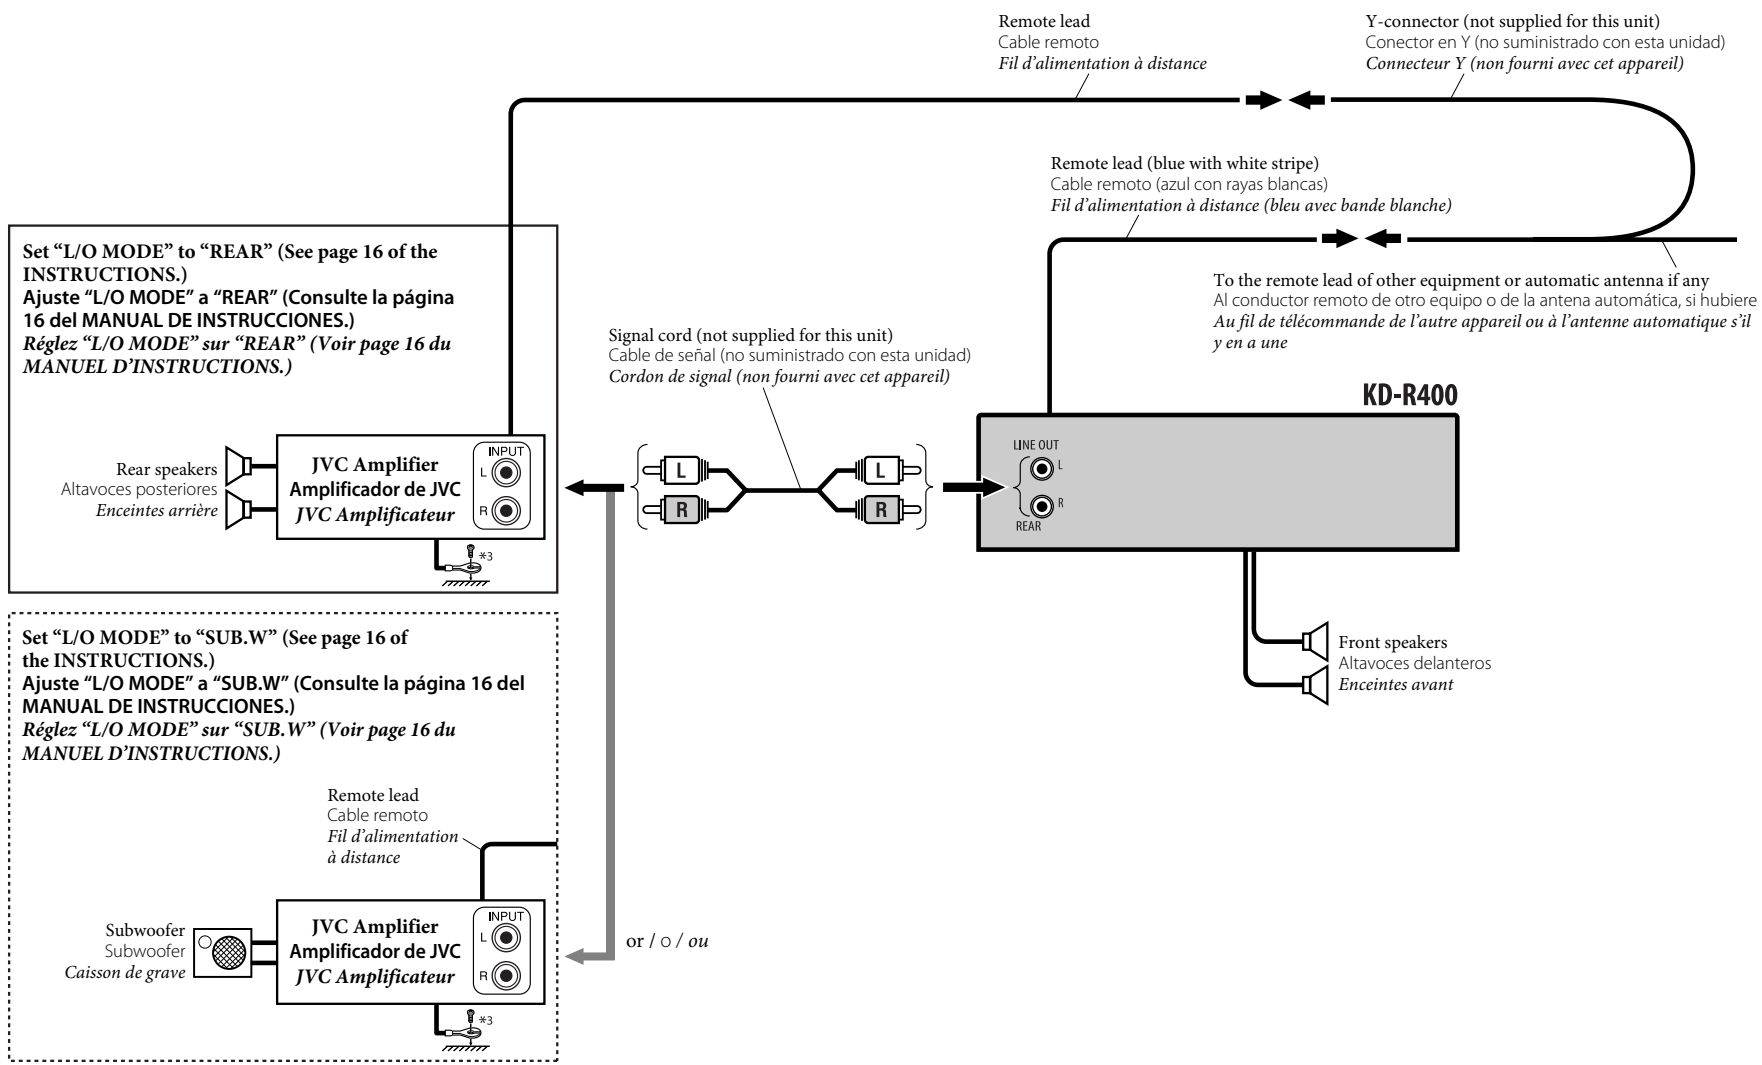 Remote lead
Cable remoto
Fil d’alimentation à distance
Y-connector (not supplied for this unit)
Conector en Y (no suministrado con esta unidad)
Connecteur Y (non fourni avec cet appareil)
Remote lead (blue with white stripe)
Cable remoto (azul con rayas blancas)
Fil d’alimentation à distance (bleu avec bande blanche)
To the remote lead of other equipment or automatic antenna if any
Al conductor remoto de otro equipo o de la antena automática, si hubiere
Au fil de télécommande de l’autre appareil ou à l’antenne automatique s’il
y en a une
Set “L/O MODE” to “REAR” (See page 16 of the
INSTRUCTIONS.)
Ajuste “L/O MODE” a “REAR” (Consulte la página
16 del MANUAL DE INSTRUCCIONES.)
Réglez “L/O MODE” sur “REAR” (Voir page 16 du
MANUEL D’INSTRUCTIONS.)
Signal cord (not supplied for this unit)
Cable de señal (no suministrado con esta unidad)
Cordon de signal (non fourni avec cet appareil)
KD-R400
Rear speakers
Altavoces posteriores
Enceintes arrière
JVC Amplifier
Amplificador de JVC
JVC Amplificateur
INPUT
L
R
*3
L
R
L
R
LINE OUT
L
R
REAR
Front speakers
Altavoces delanteros
Enceintes avant
Set “L/O MODE” to “SUB.W” (See page 16 of
the INSTRUCTIONS.)
Ajuste “L/O MODE” a “SUB.W” (Consulte la página 16 del
MANUAL DE INSTRUCCIONES.)
Réglez “L/O MODE” sur “SUB.W” (Voir page 16 du
MANUEL D’INSTRUCTIONS.)
Remote lead
Cable remoto
Fil d’alimentation
à distance
Subwoofer
Subwoofer
Caisson de grave
JVC Amplifier
Amplificador de JVC
JVC Amplificateur
INPUT
L
R
*3
or / o / ou